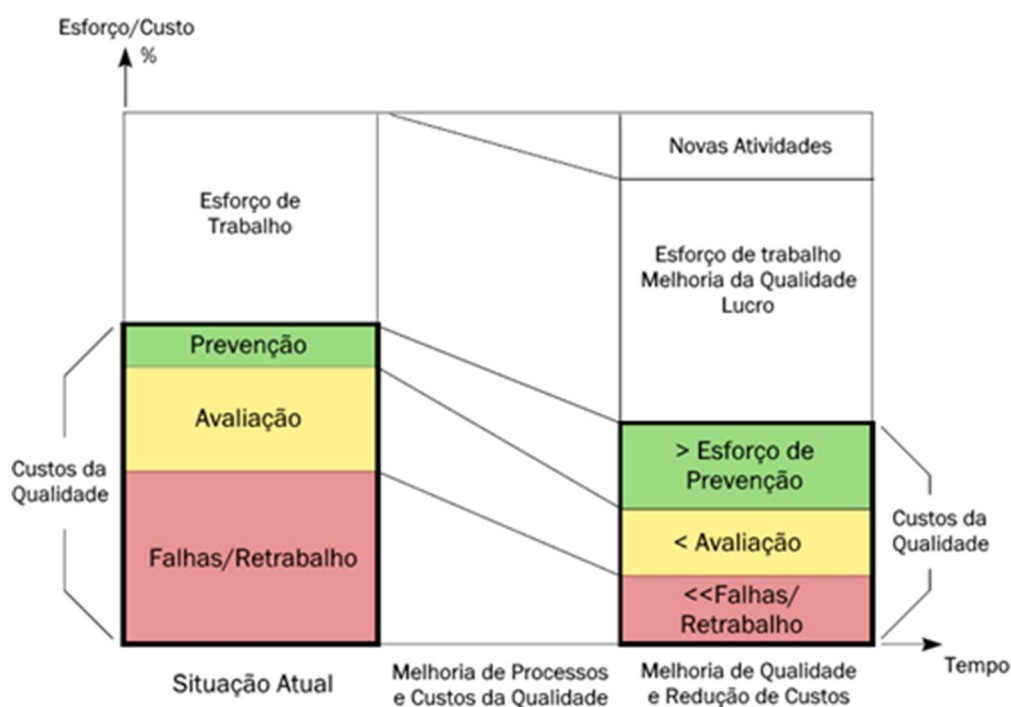 Esforço/Custo
%
Esforço de
Trabalho
Prevenção
Avaliação
Falhas/Retrabalho
Custos da
Qualidade
Novas Atividades
Esforço de trabalho
Melhoria da Qualidade
Lucro
> Esforço de
Prevenção
< Avaliação
<<Falhas/
Retrabalho
Custos da
Qualidade
Tempo
Situação Atual
Melhoria de Processos
e Custos da Qualidade
Melhoria de Qualidade
e Redução de Custos